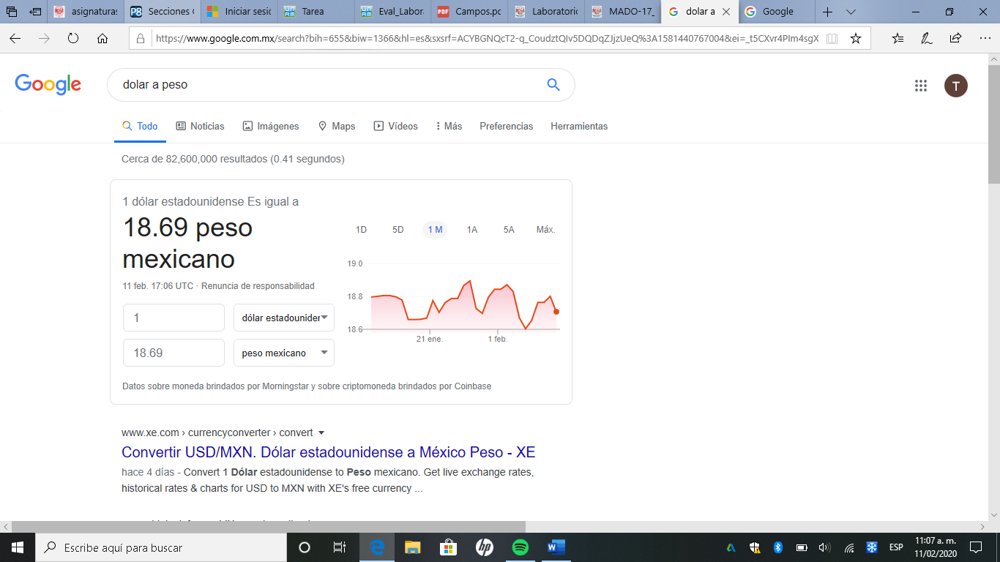 asignaturas
Secciones
Iniciar sesic
Tarea
Eval_Labor
Campos.pc
Laboratorio
MADO-17_
dolar a
Google
https://www.google.com.mx/search?bih=655&biw=1366&hl=es&sxsrf=ACYBGNQcT2-q_CoudztQIv5DQDqZJjzUeQ%3A1581440767004&ei=_t5CXvr4PIm4sgX
Google
dolar a peso
T
Todo
Noticias
Imágenes
Maps
Vídeos
Más
Preferencias
Herramientas
Cerca de 82,600,000 resultados (0.41 segundos)
1 dólar estadounidense Es igual a
18.69 peso
mexicano
11 feb. 17:06 UTC · Renuncia de responsabilidad
1
dólar estadounider
18.69
peso mexicano
1D 5D 1 M 1A 5A Máx.
19.0
18.8
18.6
21 ene. 1 feb.
Datos sobre moneda brindados por Morningstar y sobre criptomoneda brindados por Coinbase
www.xe.com › currencyconverter › convert
Convertir USD/MXN. Dólar estadounidense a México Peso - XE
hace 4 días - Convert 1 Dólar estadounidense to Peso mexicano. Get live exchange rates,
historical rates & charts for USD to MXN with XE's free currency ...
Escribe aquí para buscar
hp
ESP
11:07 a. m.
11/02/2020